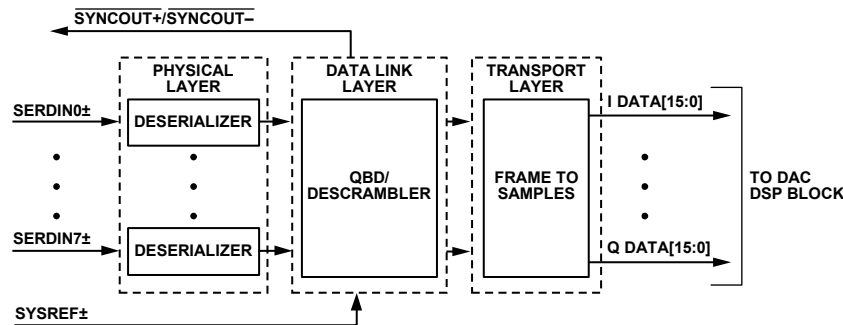 SYNCOUT+/SYNCOUT–
PHYSICAL
LAYER
DATA LINK
LAYER
TRANSPORT
LAYER
SERDIN0±
DESERIALIZER
I DATA[15:0]
QBD/
DESCRAMBLER
FRAME TO
SAMPLES
TO DAC
DSP BLOCK
SERDIN7±
DESERIALIZER
Q DATA[15:0]
SYSREF±